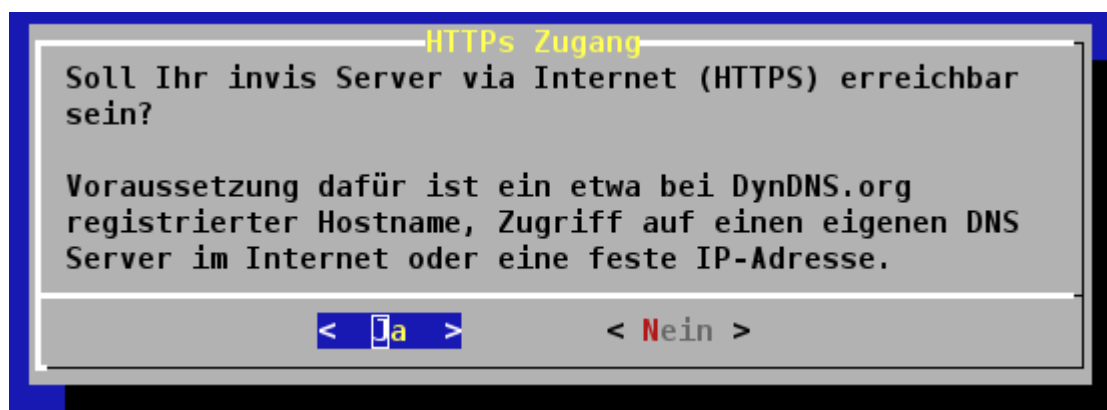 HTTPs Zugang
Soll Ihr invis Server via Internet (HTTPS) erreichbar
sein?
Voraussetzung dafür ist ein etwa bei DynDNS.org
registrierter Hostname, Zugriff auf einen eigenen DNS
Server im Internet oder eine feste IP-Adresse.
< Ja > < Nein >